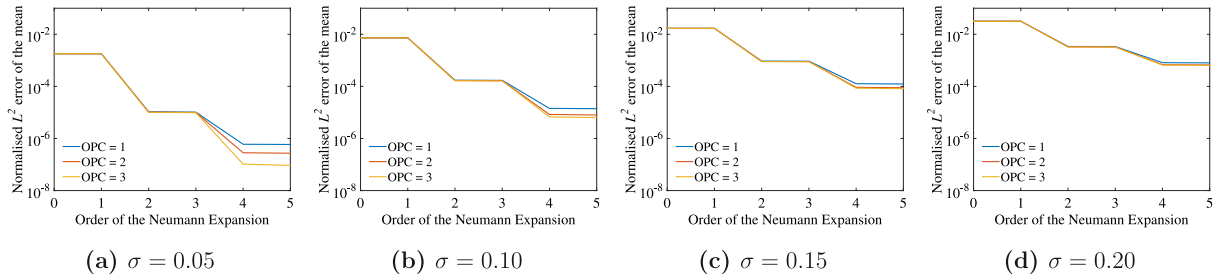 Normalised L² error of the mean
10⁻²
10⁻⁴
10⁻⁶
10⁻⁸
OPC = 1
OPC = 2
OPC = 3
0 1 2 3 4 5
Order of the Neumann Expansion
(a) σ = 0.05
Normalised L² error of the mean
10⁻²
10⁻⁴
10⁻⁶
10⁻⁸
OPC = 1
OPC = 2
OPC = 3
0 1 2 3 4 5
Order of the Neumann Expansion
(b) σ = 0.10
Normalised L² error of the mean
10⁻²
10⁻⁴
10⁻⁶
10⁻⁸
OPC = 1
OPC = 2
OPC = 3
0 1 2 3 4 5
Order of the Neumann Expansion
(c) σ = 0.15
Normalised L² error of the mean
10⁻²
10⁻⁴
10⁻⁶
10⁻⁸
OPC = 1
OPC = 2
OPC = 3
0 1 2 3 4 5
Order of the Neumann Expansion
(d) σ = 0.20